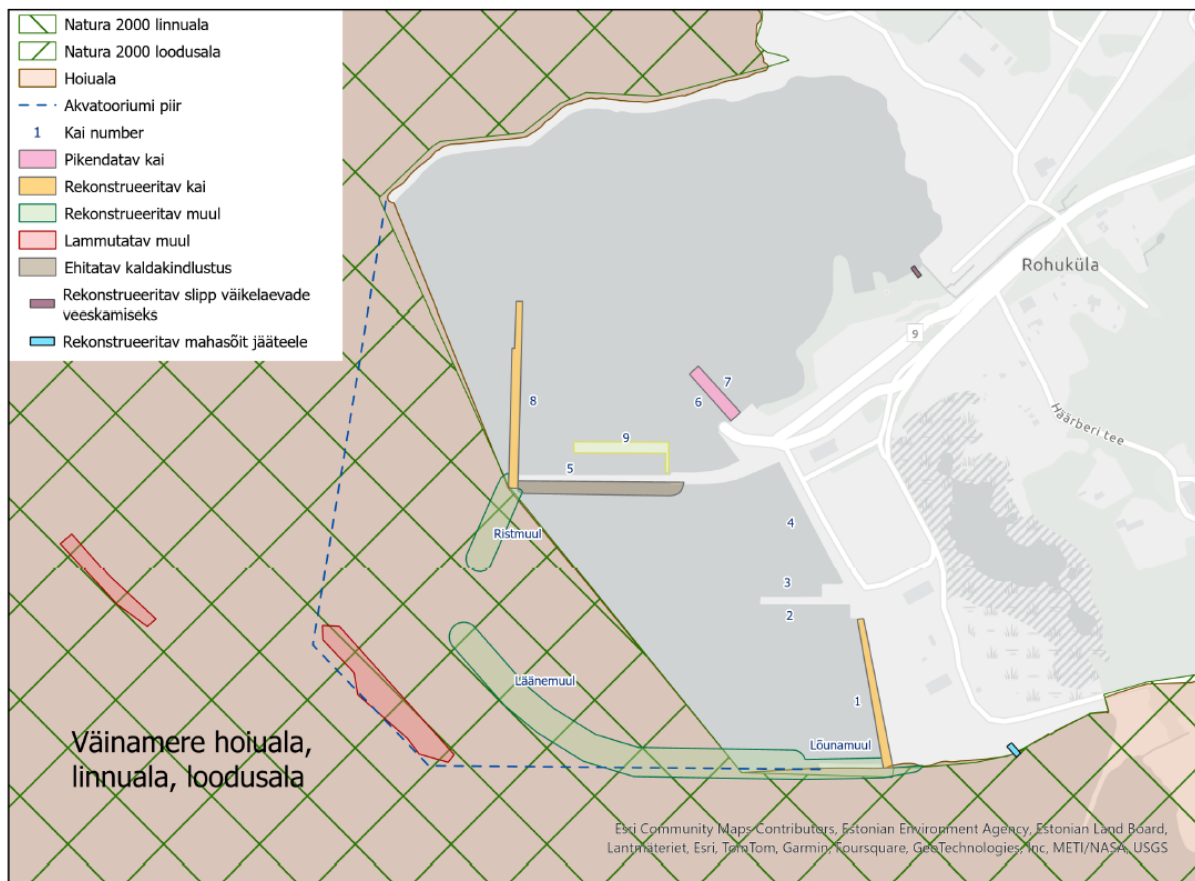 Natura 2000 linnuala
Natura 2000 loodusala
Hoiuala
Akvatooriumi piir
1 Kai number
Pikendatav kai
Rekonstrueeritav kai
Rekonstrueeritav muul
Lammutatav muul
Ehitatav kaldakindlustus
Rekonstrueeritav slipp väikelaevade
veeskamiseks
Rekonstrueeritav mahasõit jääteele
Rohuküla
9
Häärberi tee
7
6
8
9
5
4
3
2
1
Ristmuul
Läänemuul
Lõunamuul
Väinamere hoiuala,
linnuala, loodusala
Esri Community Maps Contributors, Estonian Environment Agency, Estonian Land Board,
Lantmäteriet, Esri, TomTom, Garmin, Foursquare, GeoTechnologies, Inc, METI/NASA, USGS